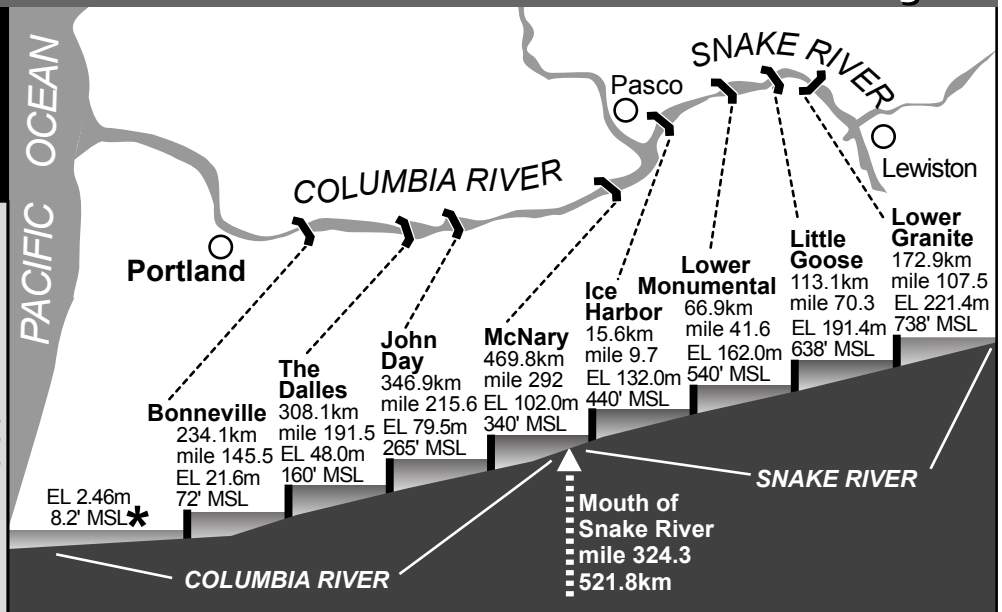 PACIFIC OCEAN
COLUMBIA RIVER
SNAKE RIVER
Pasco
Lewiston
Portland
Bonneville
234.1km
mile 145.5
EL 21.6m
72' MSL
The
Dalles
308.1km
mile 191.5
EL 48.0m
160' MSL
John
Day
346.9km
mile 215.6
EL 79.5m
265' MSL
McNary
469.8km
mile 292
EL 102.0m
340' MSL
Ice
Harbor
15.6km
mile 9.7
EL 132.0m
440' MSL
Lower
Monumental
66.9km
mile 41.6
EL 162.0m
540' MSL
Little
Goose
113.1km
mile 70.3
EL 191.4m
638' MSL
Lower
Granite
172.9km
mile 107.5
EL 221.4m
738' MSL
EL 2.46m
8.2' MSL*
COLUMBIA RIVER
Mouth of
Snake River
mile 324.3
521.8km
SNAKE RIVER